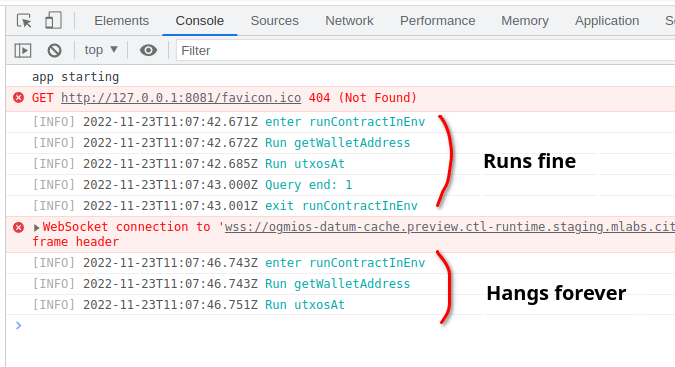 Elements Console Sources Network Performance Memory Application
top Filter
app starting
GET http://127.0.0.1:8081/favicon.ico 404 (Not Found)
[INFO] 2022-11-23T11:07:42.671Z enter runContractInEnv
[INFO] 2022-11-23T11:07:42.672Z Run getWalletAddress
[INFO] 2022-11-23T11:07:42.685Z Run utxosAt
Runs fine
[INFO] 2022-11-23T11:07:43.000Z Query end: 1
[INFO] 2022-11-23T11:07:43.001Z exit runContractInEnv
WebSocket connection to 'wss://ogmios-datum-cache.preview.ctl-runtime.staging.mlabs.cit
frame header
[INFO] 2022-11-23T11:07:46.743Z enter runContractInEnv
[INFO] 2022-11-23T11:07:46.743Z Run getWalletAddress
Hangs forever
[INFO] 2022-11-23T11:07:46.751Z Run utxosAt